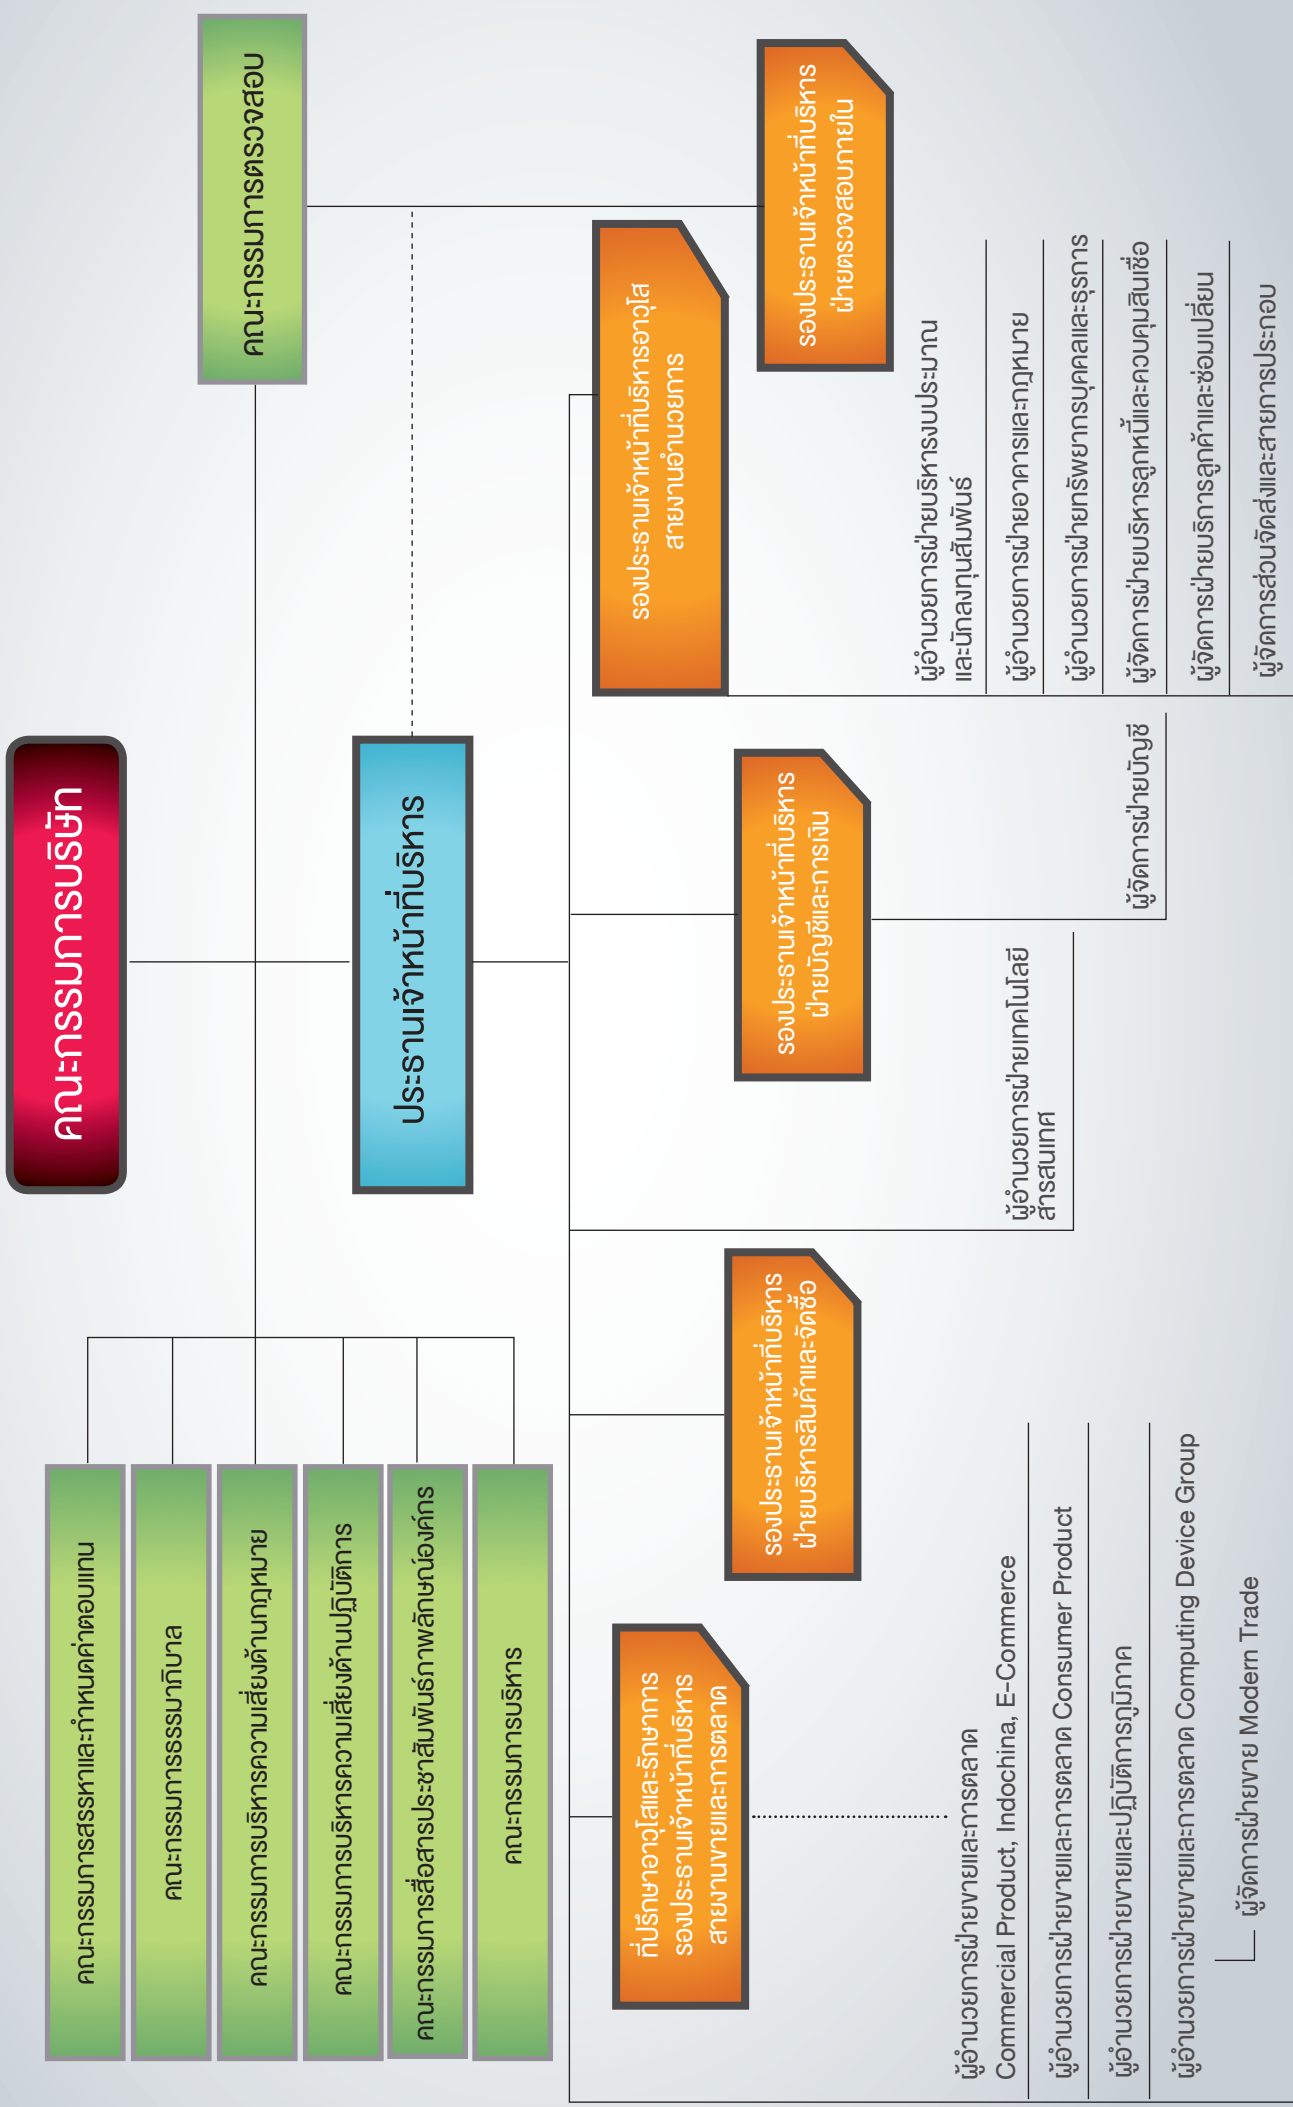 คณะกรรมการบริษัท
คณะกรรมการตรวจสอบ
ประธานเจ้าหน้าที่บริหาร
คณะกรรมการสรรหาและกำหนดค่าตอบแทน
คณะกรรมการธรรมาภิบาล
คณะกรรมการบริหารความเสี่ยงด้านกฎหมาย
คณะกรรมการบริหารความเสี่ยงด้านปฏิบัติการ
คณะกรรมการสื่อสารประชาสัมพันธ์ภาพลักษณ์องค์กร
คณะกรรมการบริหาร
ที่ปรึกษาอาวุโสและรักษาการ
รองประธานเจ้าหน้าที่บริหาร
สายงานขายและการตลาด
รองประธานเจ้าหน้าที่บริหาร
ฝ่ายบริหารสินค้าและจัดซื้อ
รองประธานเจ้าหน้าที่บริหาร
ฝ่ายบัญชีและการเงิน
รองประธานเจ้าหน้าที่บริหารอาวุโส
สายงานอำนวยการ
รองประธานเจ้าหน้าที่บริหาร
ฝ่ายตรวจสอบภายใน
ผู้อำนวยการฝ่ายขายและการตลาด
Commercial Product, Indochina, E-Commerce
ผู้อำนวยการฝ่ายขายและการตลาด Consumer Product
ผู้อำนวยการฝ่ายขายและปฏิบัติการภูมิภาค
ผู้อำนวยการฝ่ายขายและการตลาด Computing Device Group
ผู้จัดการฝ่ายขาย Modern Trade
ผู้อำนวยการฝ่ายเทคโนโลยี
สารสนเทศ
ผู้จัดการฝ่ายบัญชี
ผู้อำนวยการฝ่ายบริหารงบประมาณ
และนักลงทุนสัมพันธ์
ผู้อำนวยการฝ่ายอาคารและกฎหมาย
ผู้อำนวยการฝ่ายทรัพยากรบุคคลและธุรการ
ผู้จัดการฝ่ายบริหารลูกหนี้และควบคุมสินเชื่อ
ผู้จัดการฝ่ายบริการลูกค้าและซ่อมเปลี่ยน
ผู้จัดการส่วนจัดส่งและสายการประกอบ